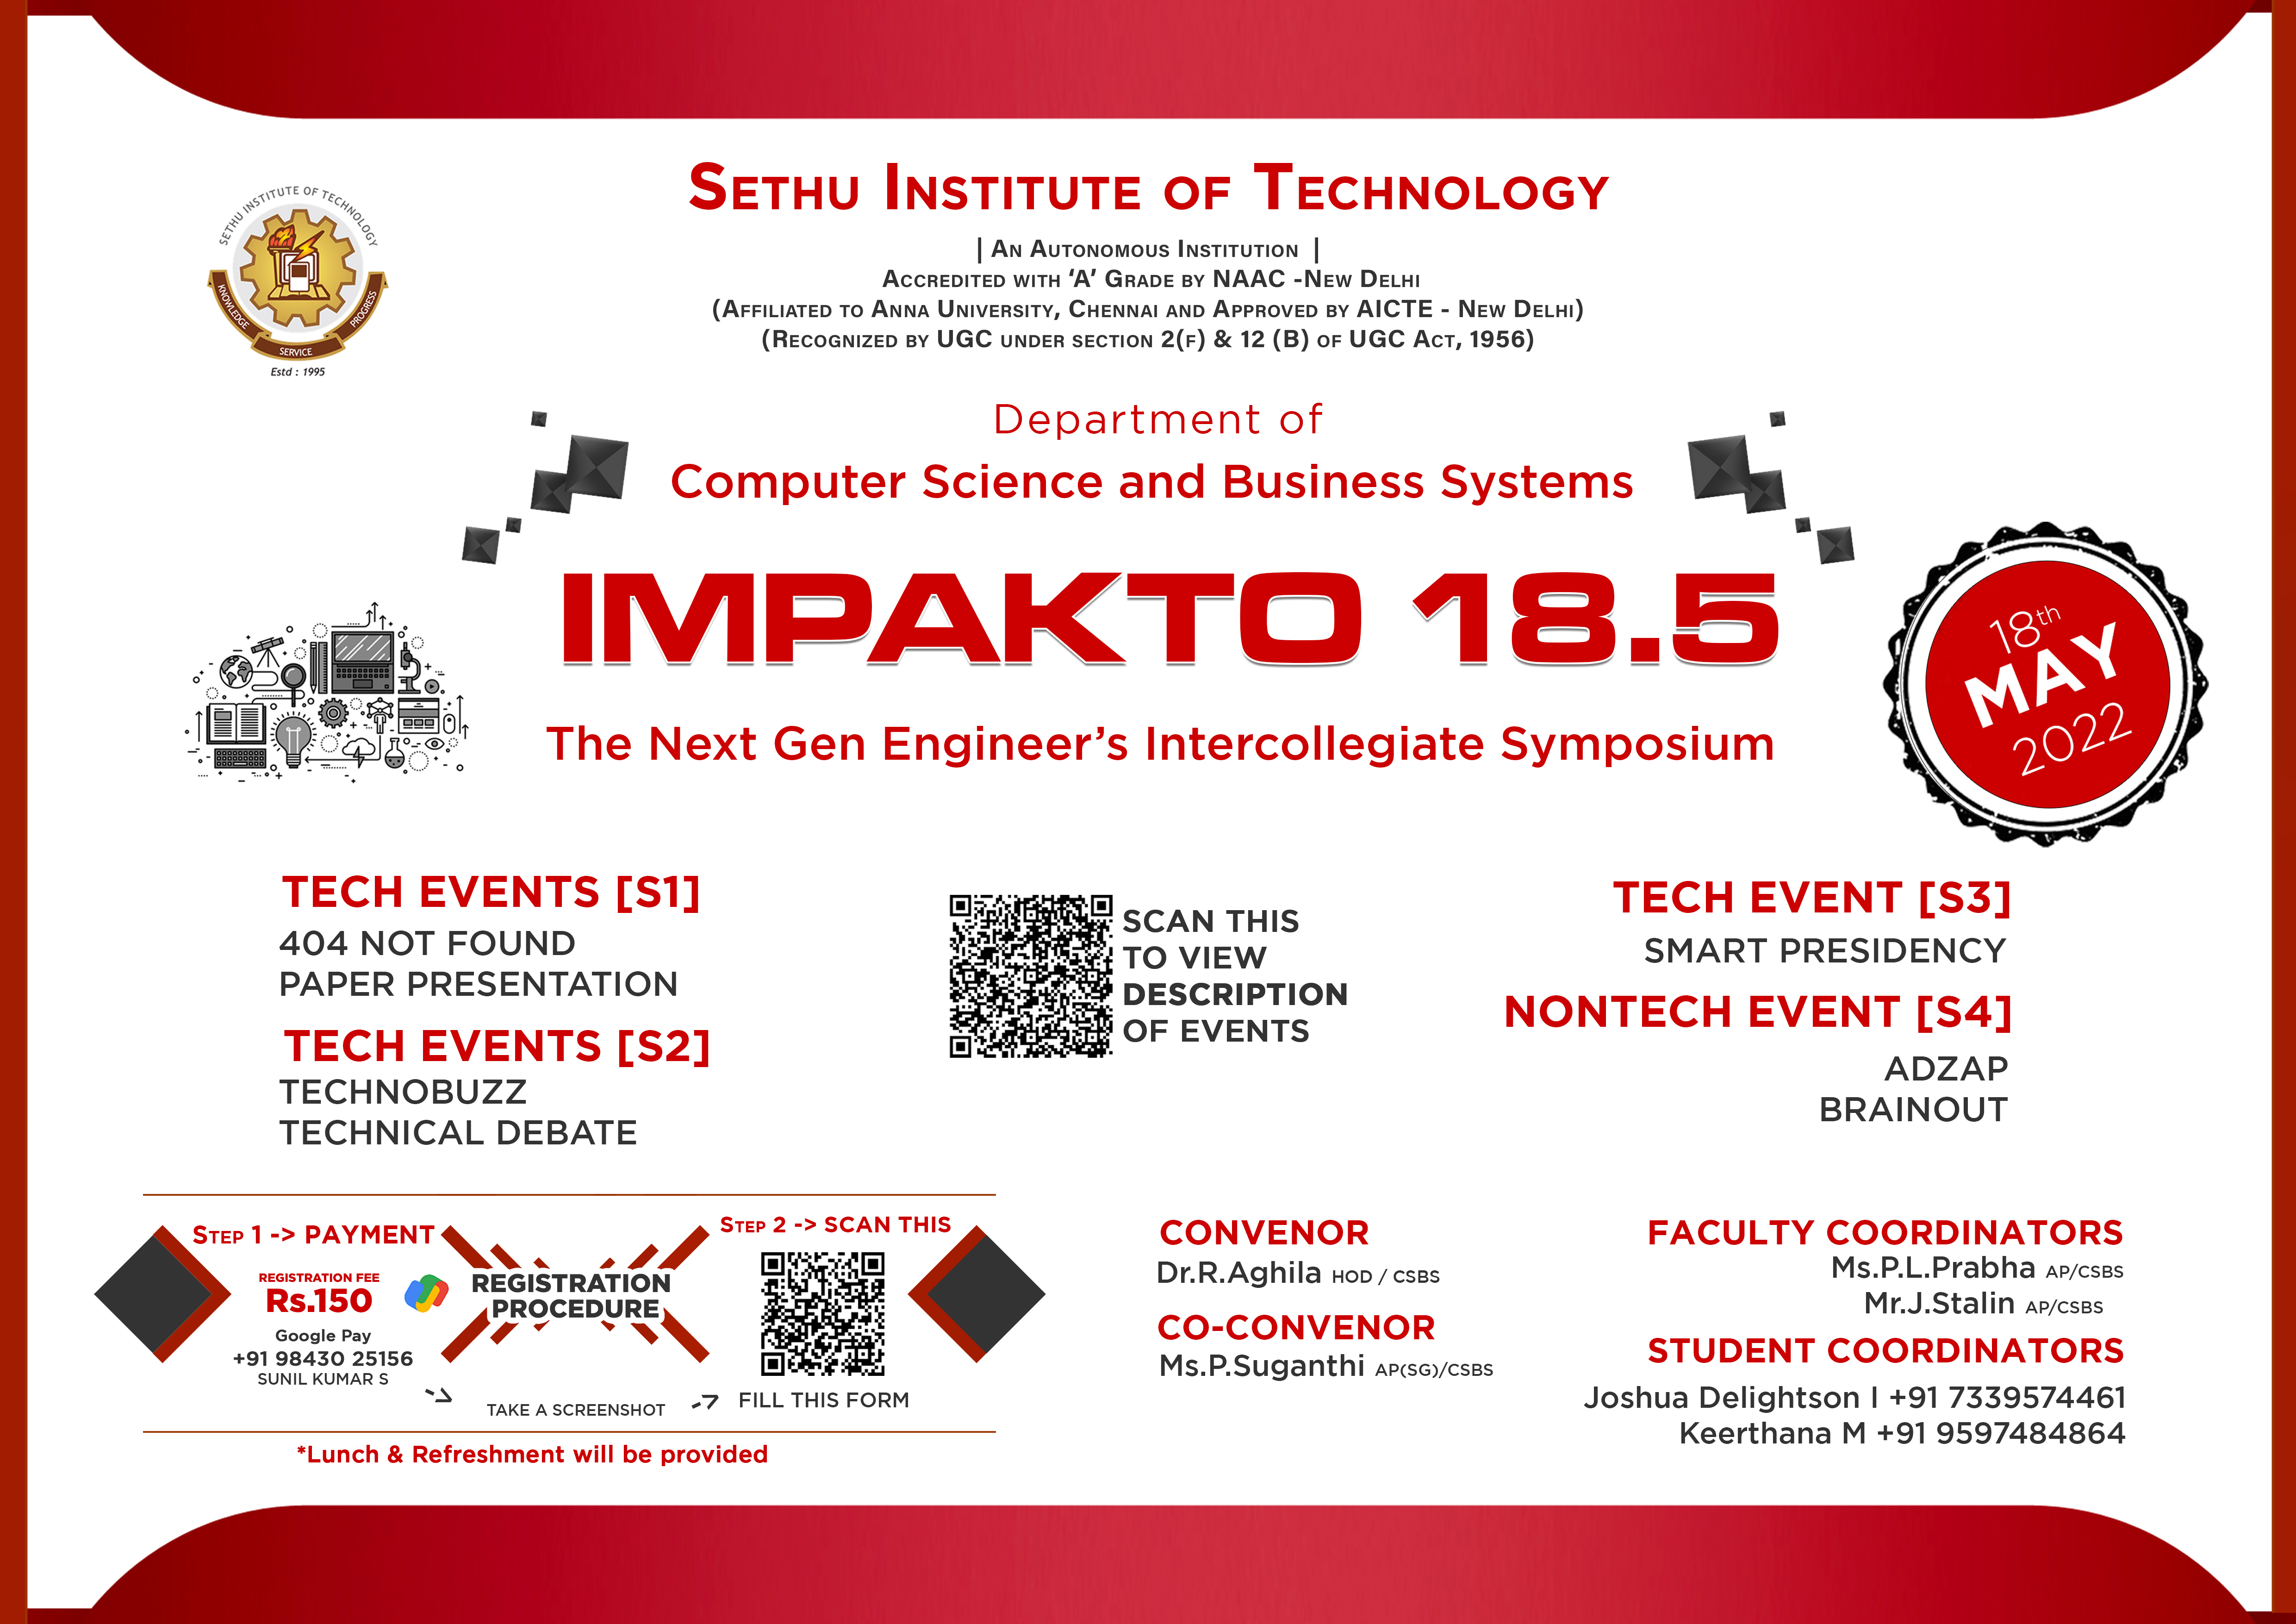 SETHU INSTITUTE OF TECHNOLOGY
| AN AUTONOMOUS INSTITUTION |
ACCREDITED WITH ‘A’ GRADE BY NAAC -NEW DELHI
(AFFILIATED TO ANNA UNIVERSITY, CHENNAI AND APPROVED BY AICTE - NEW DELHI)
(RECOGNIZED BY UGC UNDER SECTION 2(F) & 12 (B) OF UGC ACT, 1956)
SETHU INSTITUTE OF TECHNOLOGY
KNOWLEDGE
SERVICE
PROGRESS
Estd : 1995
Department of
Computer Science and Business Systems
IMPAKTO 18.5
The Next Gen Engineer’s Intercollegiate Symposium
18th
MAY
2022
TECH EVENTS [S1]
404 NOT FOUND
PAPER PRESENTATION
TECH EVENTS [S2]
TECHNOBUZZ
TECHNICAL DEBATE
SCAN THIS
TO VIEW
DESCRIPTION
OF EVENTS
TECH EVENT [S3]
SMART PRESIDENCY
NONTECH EVENT [S4]
ADZAP
BRAINOUT
STEP 1 -> PAYMENT
REGISTRATION FEE
Rs.150
Google Pay
+91 98430 25156
SUNIL KUMAR S
REGISTRATION
PROCEDURE
TAKE A SCREENSHOT
STEP 2 -> SCAN THIS
FILL THIS FORM
*Lunch & Refreshment will be provided
CONVENOR
Dr.R.Aghila HOD / CSBS
CO-CONVENOR
Ms.P.Suganthi AP(SG)/CSBS
FACULTY COORDINATORS
Ms.P.L.Prabha AP/CSBS
Mr.J.Stalin AP/CSBS
STUDENT COORDINATORS
Joshua Delightson I +91 7339574461
Keerthana M +91 9597484864